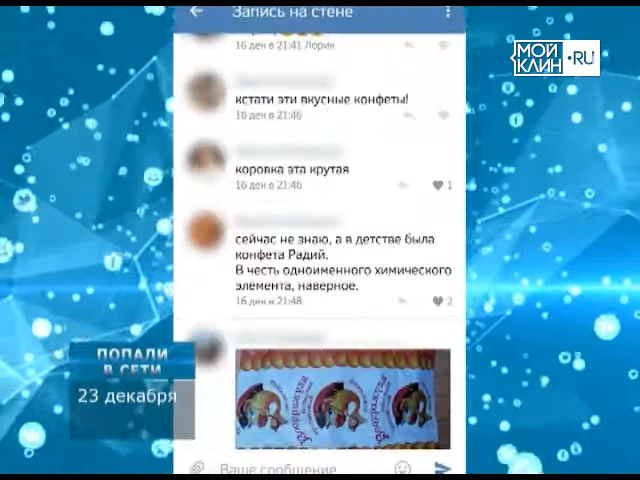 Запись на стене
16 дек в 21:41 Лорик
МОЙ
КЛИН .RU
кстати эти вкусные конфеты!
16 дек в 21:46
коровка эта крутая
16 дек в 21:46
1
сейчас не знаю, а в детстве была
конфета Радий.
В честь одноименного химического
элемента, наверное.
16 дек в 21:48
2
ПОПАЛИ
В СЕТИ
23 декабря
Ваше сообщение